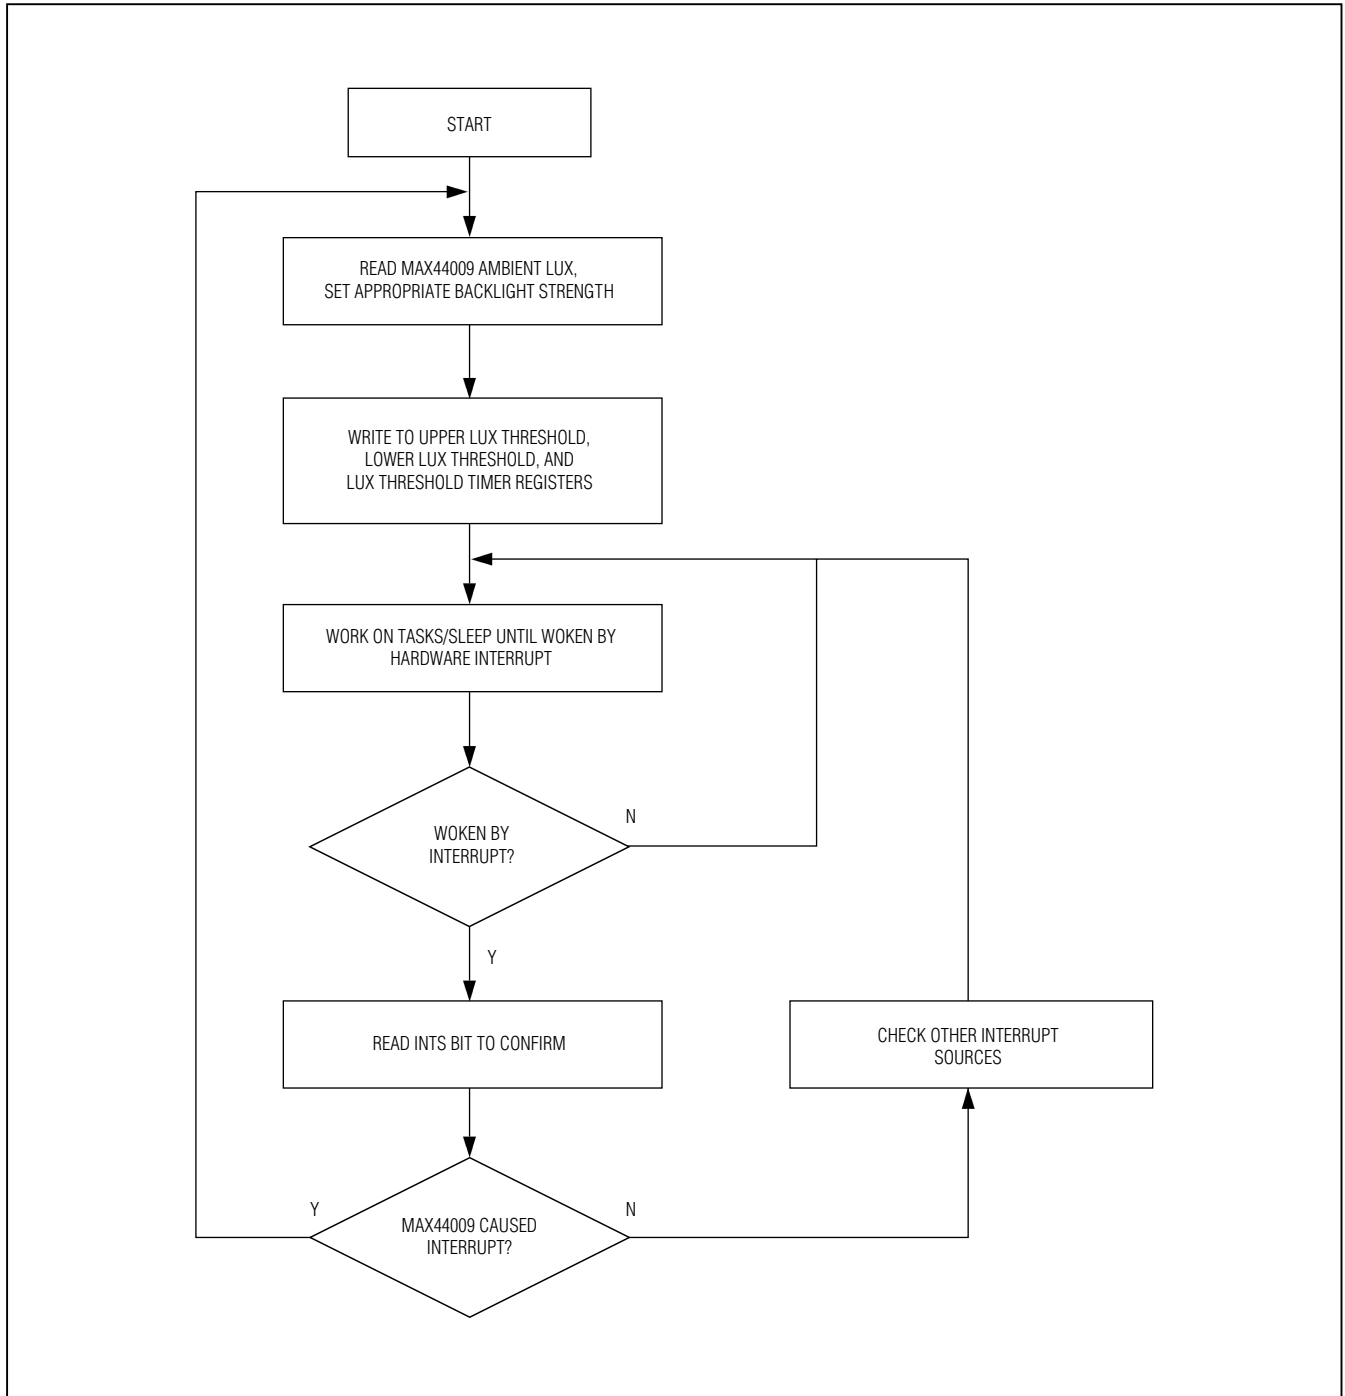 START
READ MAX44009 AMBIENT LUX,
SET APPROPRIATE BACKLIGHT STRENGTH
WRITE TO UPPER LUX THRESHOLD,
LOWER LUX THRESHOLD, AND
LUX THRESHOLD TIMER REGISTERS
WORK ON TASKS/SLEEP UNTIL WOKEN BY
HARDWARE INTERRUPT
WOKEN BY
INTERRUPT?
N
Y
READ INTS BIT TO CONFIRM
CHECK OTHER INTERRUPT
SOURCES
Y
MAX44009 CAUSED
INTERRUPT?
N